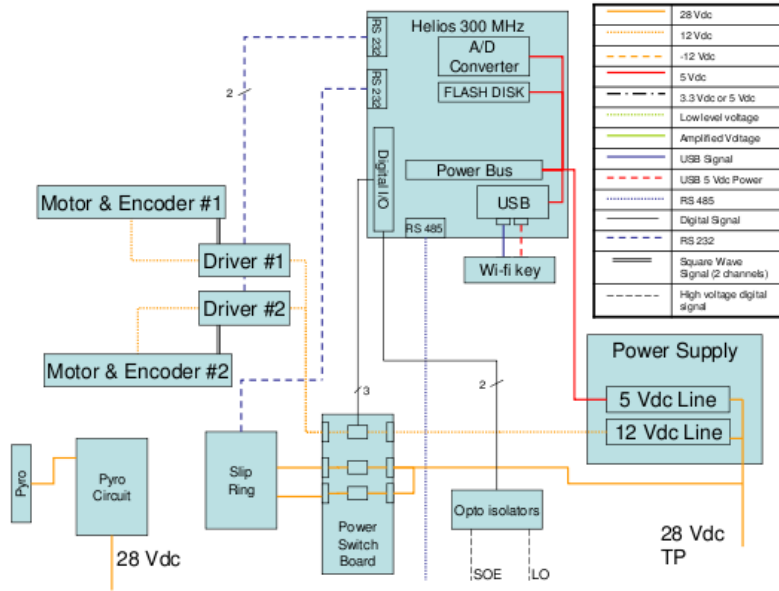 Helios 300 MHz
RS 232
A/D
Converter
FLASH DISK
RS 232
2
Digital I/O
Power Bus
USB
RS 485
Wi-fi key
Motor & Encoder #1
Driver #1
Driver #2
Motor & Encoder #2
3
2
Power Supply
5 Vdc Line
12 Vdc Line
Pyro
Pyro
Circuit
28 Vdc
Slip
Ring
Power
Switch
Board
Opto isolators
SOE
LO
28 Vdc
TP
28 Vdc
12 Vdc
-12 Vdc
5 Vdc
3.3 Vdc or 5 Vdc
Low level voltage
Amplified Voltage
USB Signal
USB 5 Vdc Power
RS 485
Digital Signal
RS 232
Square Wave
Signal (2 channels)
High voltage digital
signal